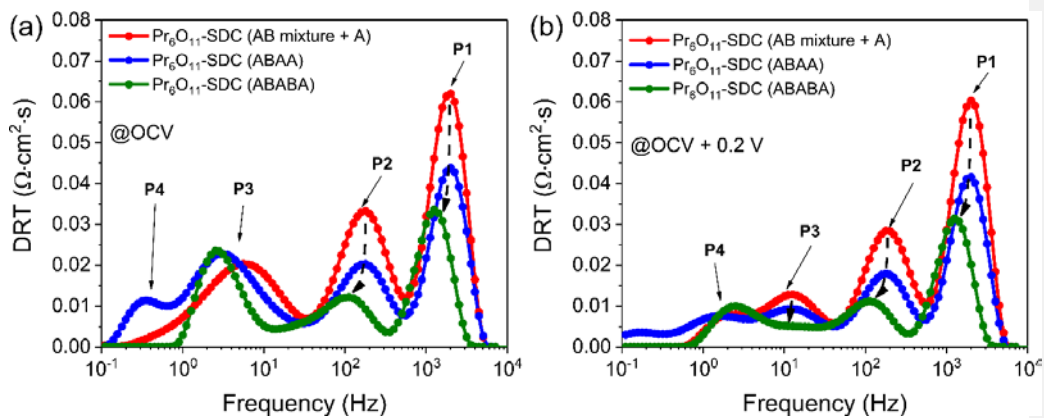 (a)
0.08
0.07
0.06
0.05
0.04
0.03
0.02
0.01
0.00
DRT (Ω·cm²·s)
Pr₆O₁₁-SDC (AB mixture + A)
Pr₆O₁₁-SDC (ABAA)
Pr₆O₁₁-SDC (ABABA)
@OCV
P1
P2
P3
P4
10⁻¹ 10⁰ 10¹ 10² 10³ 10⁴
Frequency (Hz)
(b)
0.08
0.07
0.06
0.05
0.04
0.03
0.02
0.01
0.00
DRT (Ω·cm²·s)
Pr₆O₁₁-SDC (AB mixture + A)
Pr₆O₁₁-SDC (ABAA)
Pr₆O₁₁-SDC (ABABA)
@OCV + 0.2 V
P1
P2
P3
P4
10⁻¹ 10⁰ 10¹ 10² 10³
Frequency (Hz)